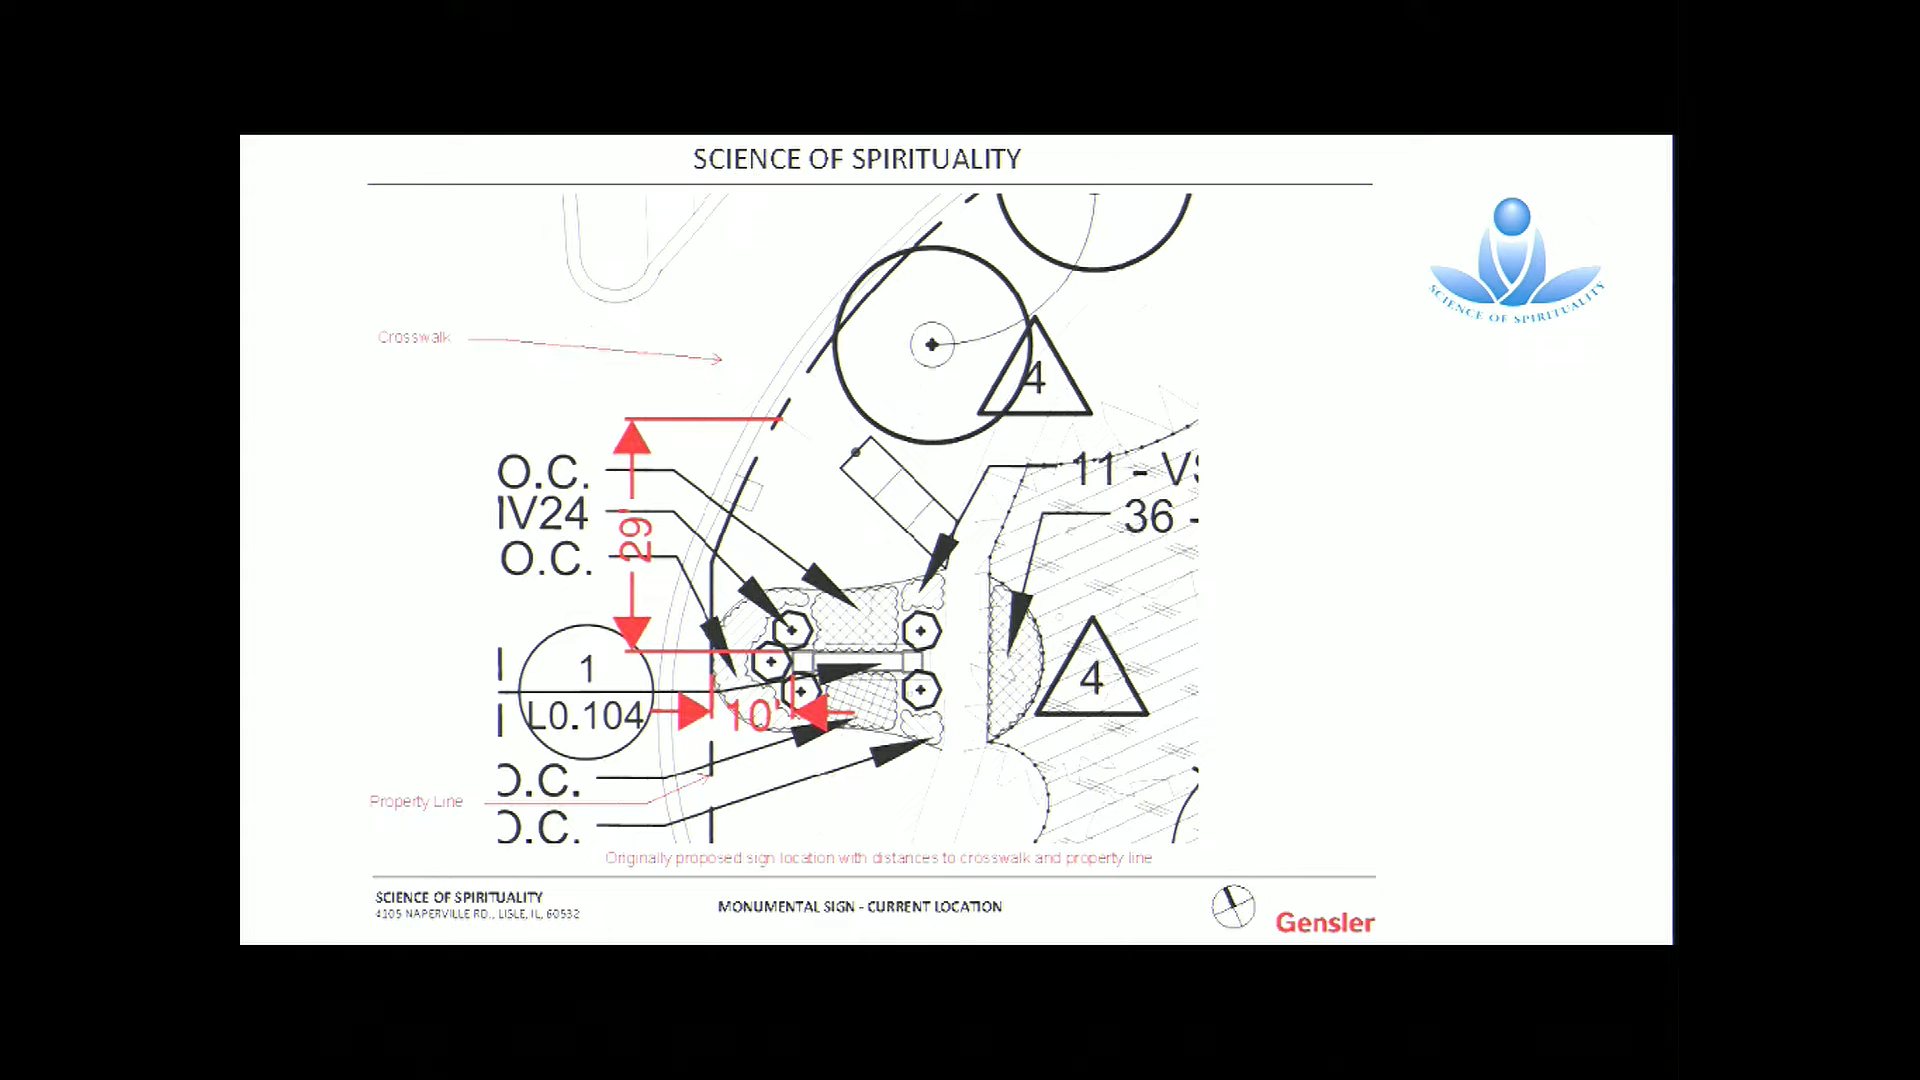 SCIENCE OF SPIRITUALITY
SCIENCE OF SPIRITUALITY
Crosswalk
4
O.C.
11 - VS
IV24
36 -
29'
O.C.
1
4
L0.104
10'
O.C.
Property Line
O.C.
Originally proposed sign location with distances to crosswalk and property line
SCIENCE OF SPIRITUALITY
4105 NAPERVILLE RD., LISLE, IL, 60532
MONUMENTAL SIGN - CURRENT LOCATION
Gensler